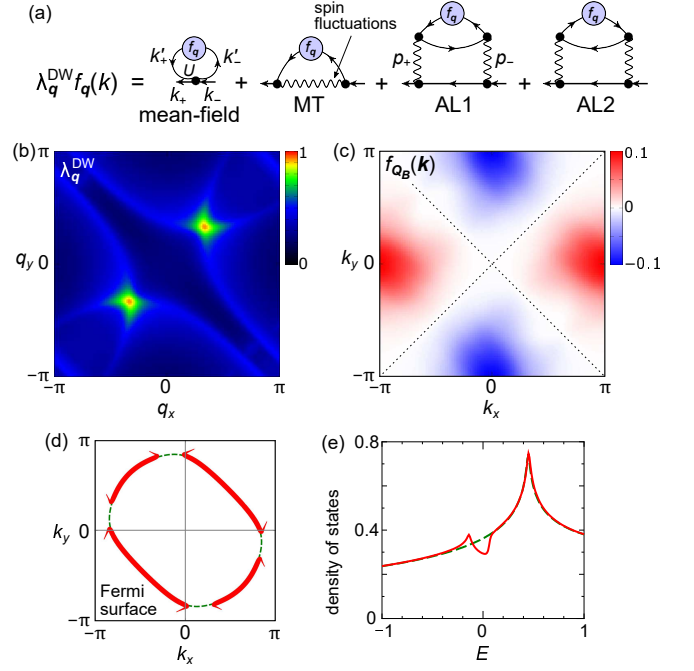 (a)
spin
fluctuations
f_q f_q f_q f_q
λ_q^DW f_q(k) = k'_+ k'_- U k_+ k_- + + p_+ p_- +
mean-field MT AL1 AL2
(b) (c)
π λ_q^DW 1 0
q_y 0
−π
−π 0 π
q_x
π f_{Q_B}(k) 0.1 0 −0.1
k_y 0
−π
−π 0 π
k_x
(d) (e)
π
k_y 0
Fermi
surface
−π
−π 0 π
k_x
density of states
0.8
0.4
0
−1 0 1
E